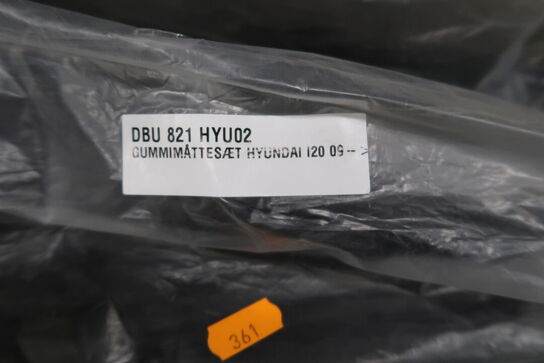 DBU 821 HYU02
GUMMIMÅTTESÆT HYUNDAI I20 09-->
361